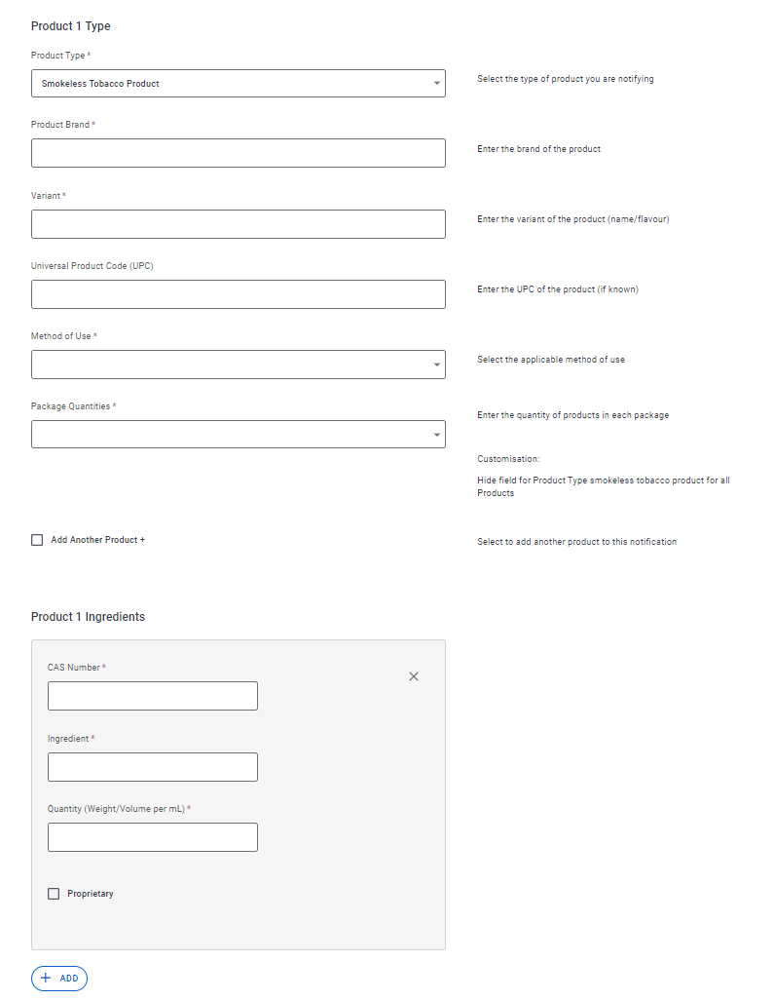 Product 1 Type
Product Type *
Smokeless Tobacco Product
Select the type of product you are notifying
Product Brand *
Enter the brand of the product
Variant *
Enter the variant of the product (name/flavour)
Universal Product Code (UPC)
Enter the UPC of the product (if known)
Method of Use *
Select the applicable method of use
Package Quantities *
Enter the quantity of products in each package
Customisation:
Hide field for Product Type smokeless tobacco product for all
Products
Add Another Product +
Select to add another product to this notification
Product 1 Ingredients
CAS Number *
Ingredient *
Quantity (Weight/Volume per mL) *
Proprietary
+ ADD